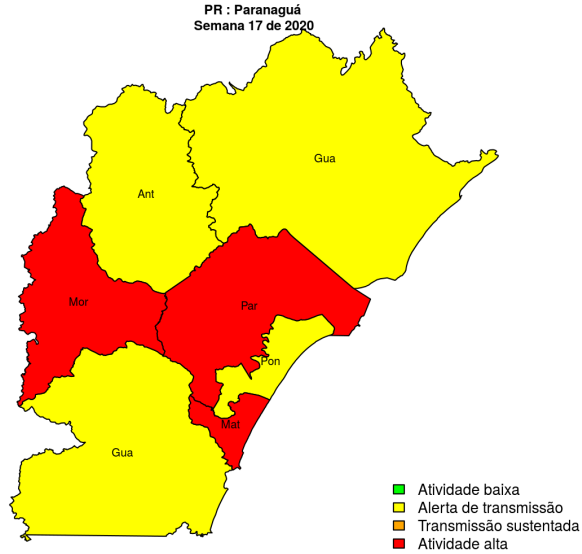 PR : Paranaguá
Semana 17 de 2020
Gua
Ant
Mor
Par
Pon
Mat
Gua
Atividade baixa
Alerta de transmissão
Transmissão sustentada
Atividade alta